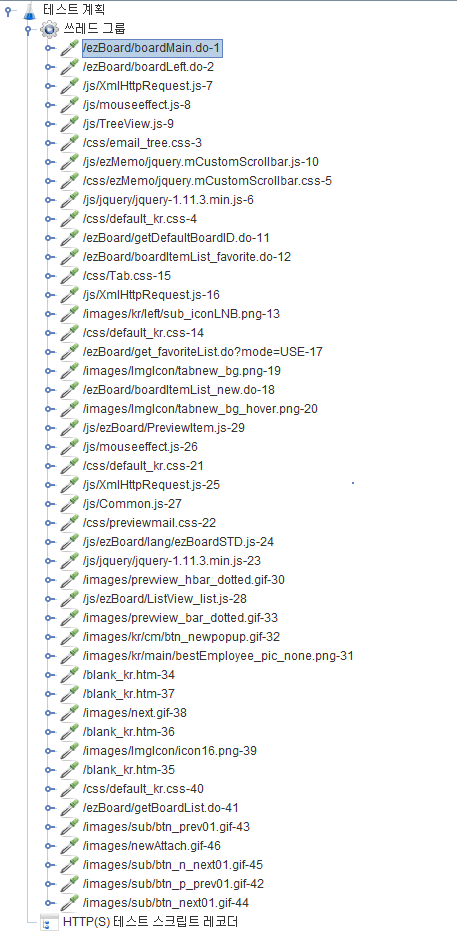 테스트 계획
쓰레드 그룹
/ezBoard/boardMain.do-1
/ezBoard/boardLeft.do-2
/js/XmlHttpRequest.js-7
/js/mouseeffect.js-8
/js/TreeView.js-9
/css/email_tree.css-3
/js/ezMemo/jquery.mCustomScrollbar.js-10
/css/ezMemo/jquery.mCustomScrollbar.css-5
/js/jquery/jquery-1.11.3.min.js-6
/css/default_kr.css-4
/ezBoard/getDefaultBoardID.do-11
/ezBoard/boardItemList_favorite.do-12
/css/Tab.css-15
/js/XmlHttpRequest.js-16
/images/kr/left/sub_iconLNB.png-13
/css/default_kr.css-14
/ezBoard/get_favoriteList.do?mode=USE-17
/images/ImgIcon/tabnew_bg.png-19
/ezBoard/boardItemList_new.do-18
/images/ImgIcon/tabnew_bg_hover.png-20
/js/ezBoard/PreviewItem.js-29
/js/mouseeffect.js-26
/css/default_kr.css-21
/js/XmlHttpRequest.js-25
/js/Common.js-27
/css/previewmail.css-22
/js/ezBoard/lang/ezBoardSTD.js-24
/js/jquery/jquery-1.11.3.min.js-23
/images/prevview_hbar_dotted.gif-30
/js/ezBoard/ListView_list.js-28
/images/prevview_bar_dotted.gif-33
/images/kr/cm/btn_newpopup.gif-32
/images/kr/main/bestEmployee_pic_none.png-31
/blank_kr.htm-34
/blank_kr.htm-37
/images/next.gif-38
/blank_kr.htm-36
/images/ImgIcon/icon16.png-39
/blank_kr.htm-35
/css/default_kr.css-40
/ezBoard/getBoardList.do-41
/images/sub/btn_prev01.gif-43
/images/newAttach.gif-46
/images/sub/btn_n_next01.gif-45
/images/sub/btn_p_prev01.gif-42
/images/sub/btn_next01.gif-44
HTTP(S) 테스트 스크립트 레코더